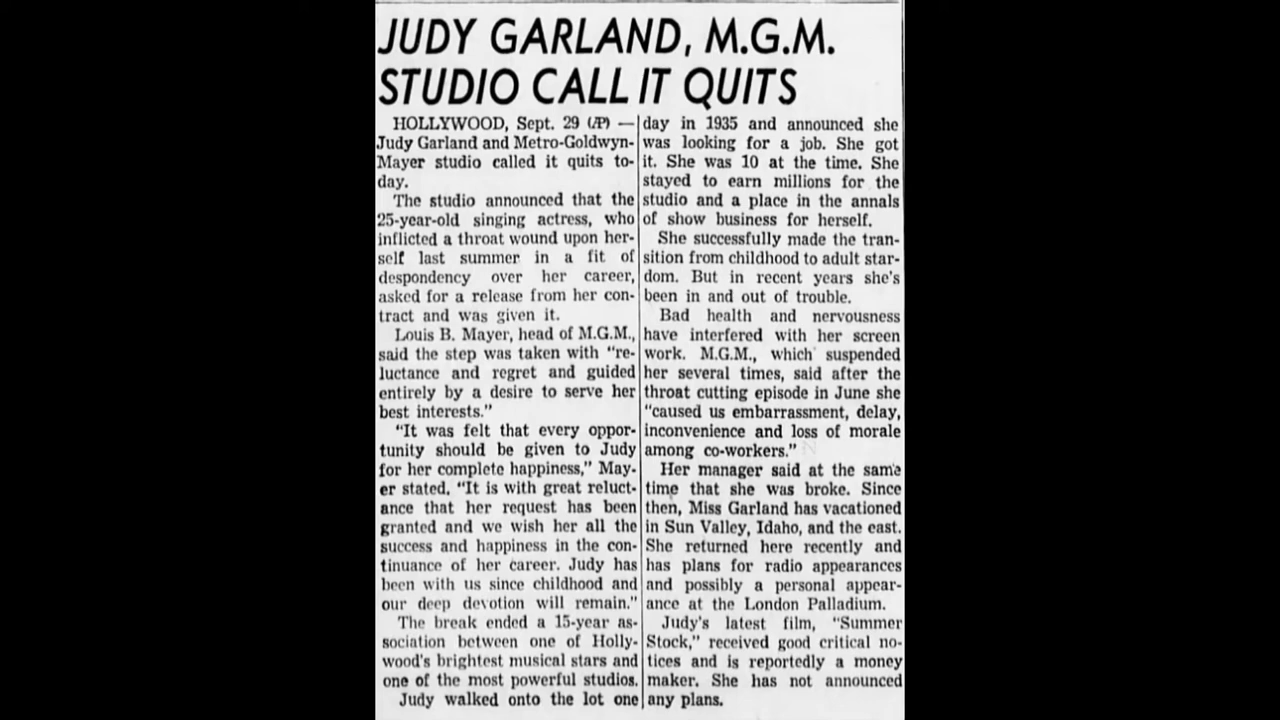 JUDY GARLAND, M.G.M.
STUDIO CALL IT QUITS
HOLLYWOOD, Sept. 29 (AP) —
Judy Garland and Metro-Goldwyn-
Mayer studio called it quits to-
day.
The studio announced that the
25-year-old singing actress, who
inflicted a throat wound upon her-
self last summer in a fit of
despondency over her career,
asked for a release from her con-
tract and was given it.
Louis B. Mayer, head of M.G.M.,
said the step was taken with "re-
luctance and regret and guided
entirely by a desire to serve her
best interests."
"It was felt that every oppor-
tunity should be given to Judy
for her complete happiness," May-
er stated. "It is with great reluct-
ance that her request has been
granted and we wish her all the
success and happiness in the con-
tinuance of her career. Judy has
been with us since childhood and
our deep devotion will remain."
The break ended a 15-year as-
sociation between one of Holly-
wood's brightest musical stars and
one of the most powerful studios.
Judy walked onto the lot one
day in 1935 and announced she
was looking for a job. She got
it. She was 10 at the time. She
stayed to earn millions for the
studio and a place in the annals
of show business for herself.
She successfully made the tran-
sition from childhood to adult star-
dom. But in recent years she's
been in and out of trouble.
Bad health and nervousness
have interfered with her screen
work. M.G.M., which suspended
her several times, said after the
throat cutting episode in June she
"caused us embarrassment, delay,
inconvenience and loss of morale
among co-workers."
Her manager said at the same
time that she was broke. Since
then, Miss Garland has vacationed
in Sun Valley, Idaho, and the east.
She returned here recently and
has plans for radio appearances
and possibly a personal appear-
ance at the London Palladium.
Judy's latest film, "Summer
Stock," received good critical no-
tices and is reportedly a money
maker. She has not announced
any plans.